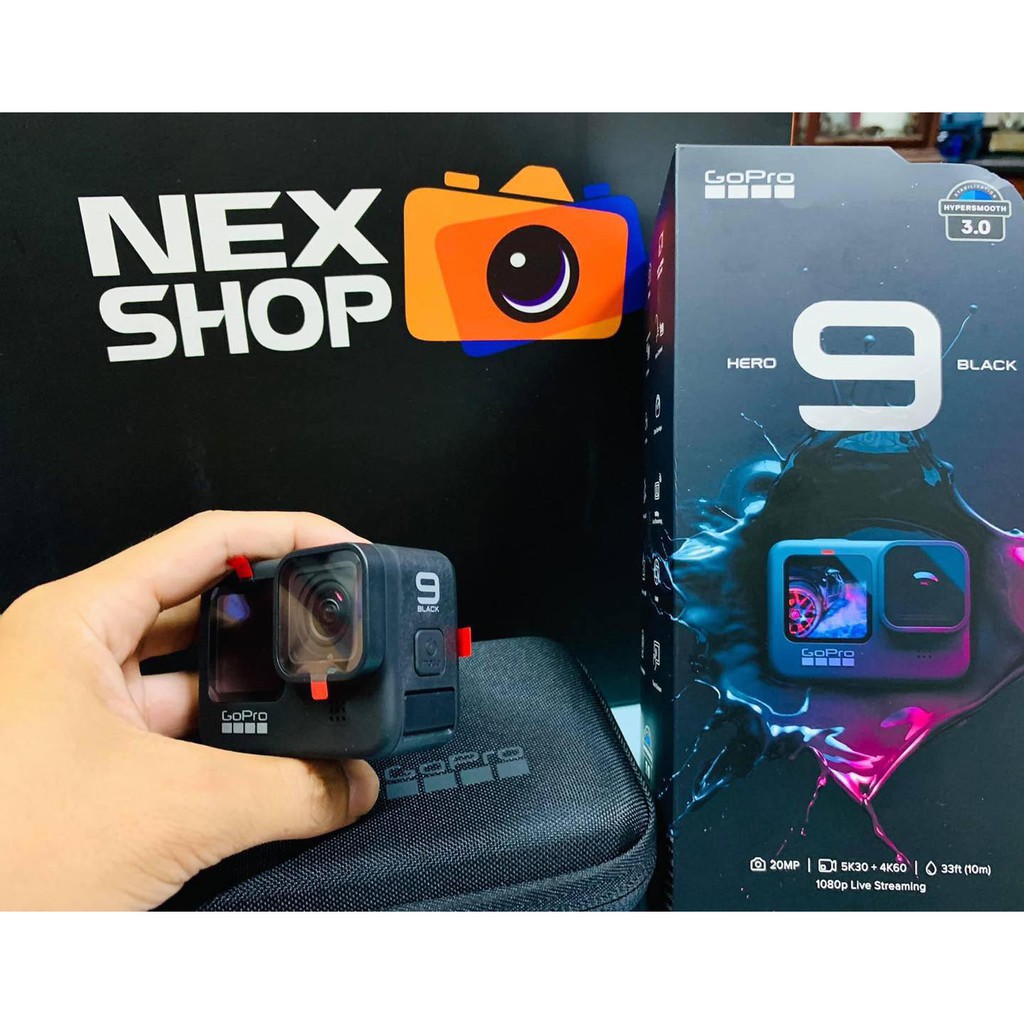 NEX
SHOP
GoPro
STABILIZATION
HYPERSMOOTH
3.0
HERO 9 BLACK
GoPro
20MP | 5K30 + 4K60 | 33ft (10m)
1080p Live Streaming
9
BLACK
GoPro
GoPro